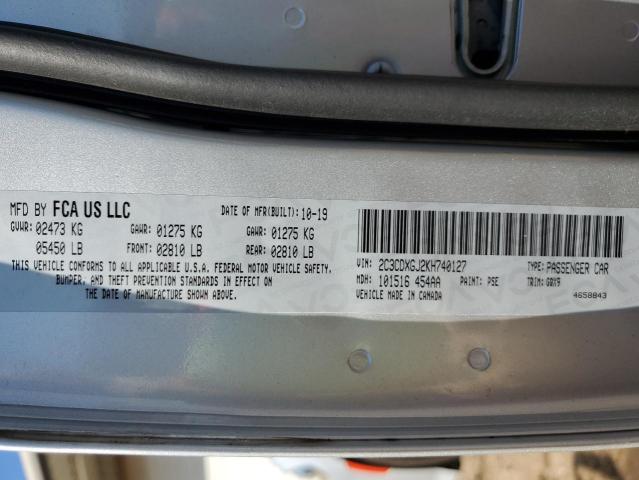 MFD BY FCA US LLC
DATE OF MFR(BUILT): 10-19
GVWR: 02473 KG GAWR: 01275 KG GAWR: 01275 KG
05450 LB FRONT: 02810 LB REAR: 02810 LB
THIS VEHICLE CONFORMS TO ALL APPLICABLE U.S.A. FEDERAL MOTOR VEHICLE SAFETY,
BUMPER, AND THEFT PREVENTION STANDARDS IN EFFECT ON
THE DATE OF MANUFACTURE SHOWN ABOVE.
VIN: 2C3CDXGJ2KH740127 TYPE: PASSENGER CAR
MDH: 101516 454AA PAINT: PSE TRIM: GRX9
VEHICLE MADE IN CANADA 4658843